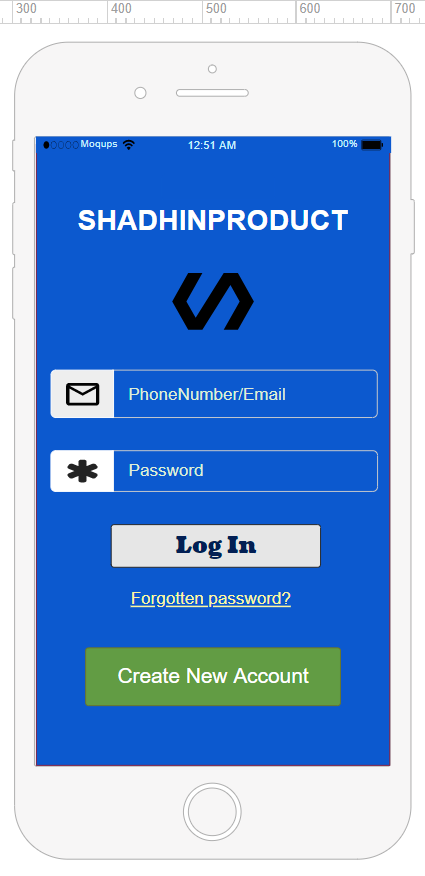 300 400 500 600 700
Moqups 12:51 AM 100%
SHADHINPRODUCT
PhoneNumber/Email
Password
Log In
Forgotten password?
Create New Account